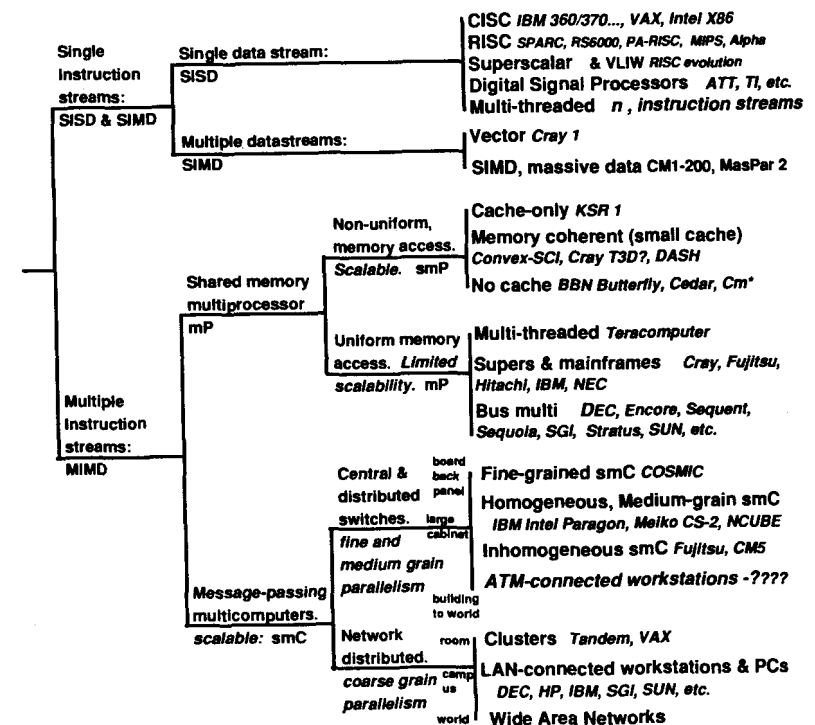 CISC IBM 360/370..., VAX, Intel X86
RISC SPARC, RS6000, PA-RISC, MIPS, Alpha
Superscalar & VLIW RISC evolution
Digital Signal Processors ATT, TI, etc.
Multi-threaded n, instruction streams
Single
Instruction
streams:
SISD & SIMD
Single data stream:
SISD
Multiple datastreams:
SIMD
Vector Cray 1
SIMD, massive data CM1-200, MasPar 2
Shared memory
multiprocessor
mP
Non-uniform,
memory access.
Scalable. smP
Cache-only KSR 1
Memory coherent (small cache)
Convex-SCI, Cray T3D?, DASH
No cache BBN Butterfly, Cedar, Cm*
Uniform memory
access. Limited
scalability. mP
Multi-threaded Teracomputer
Supers & mainframes Cray, Fujitsu,
Hitachi, IBM, NEC
Bus multi DEC, Encore, Sequent,
Sequoia, SGI, Stratus, SUN, etc.
Multiple
Instruction
streams:
MIMD
Message-passing
multicomputers.
scalable: smC
Central &
distributed
switches.
fine and
medium grain
parallelism
board
back
panel
large
cabinet
building
to world
Fine-grained smC COSMIC
Homogeneous, Medium-grain smC
IBM Intel Paragon, Meiko CS-2, NCUBE
Inhomogeneous smC Fujitsu, CM5
ATM-connected workstations -????
Network
distributed.
coarse grain
parallelism
room
camp
us
world
Clusters Tandem, VAX
LAN-connected workstations & PCs
DEC, HP, IBM, SGI, SUN, etc.
Wide Area Networks